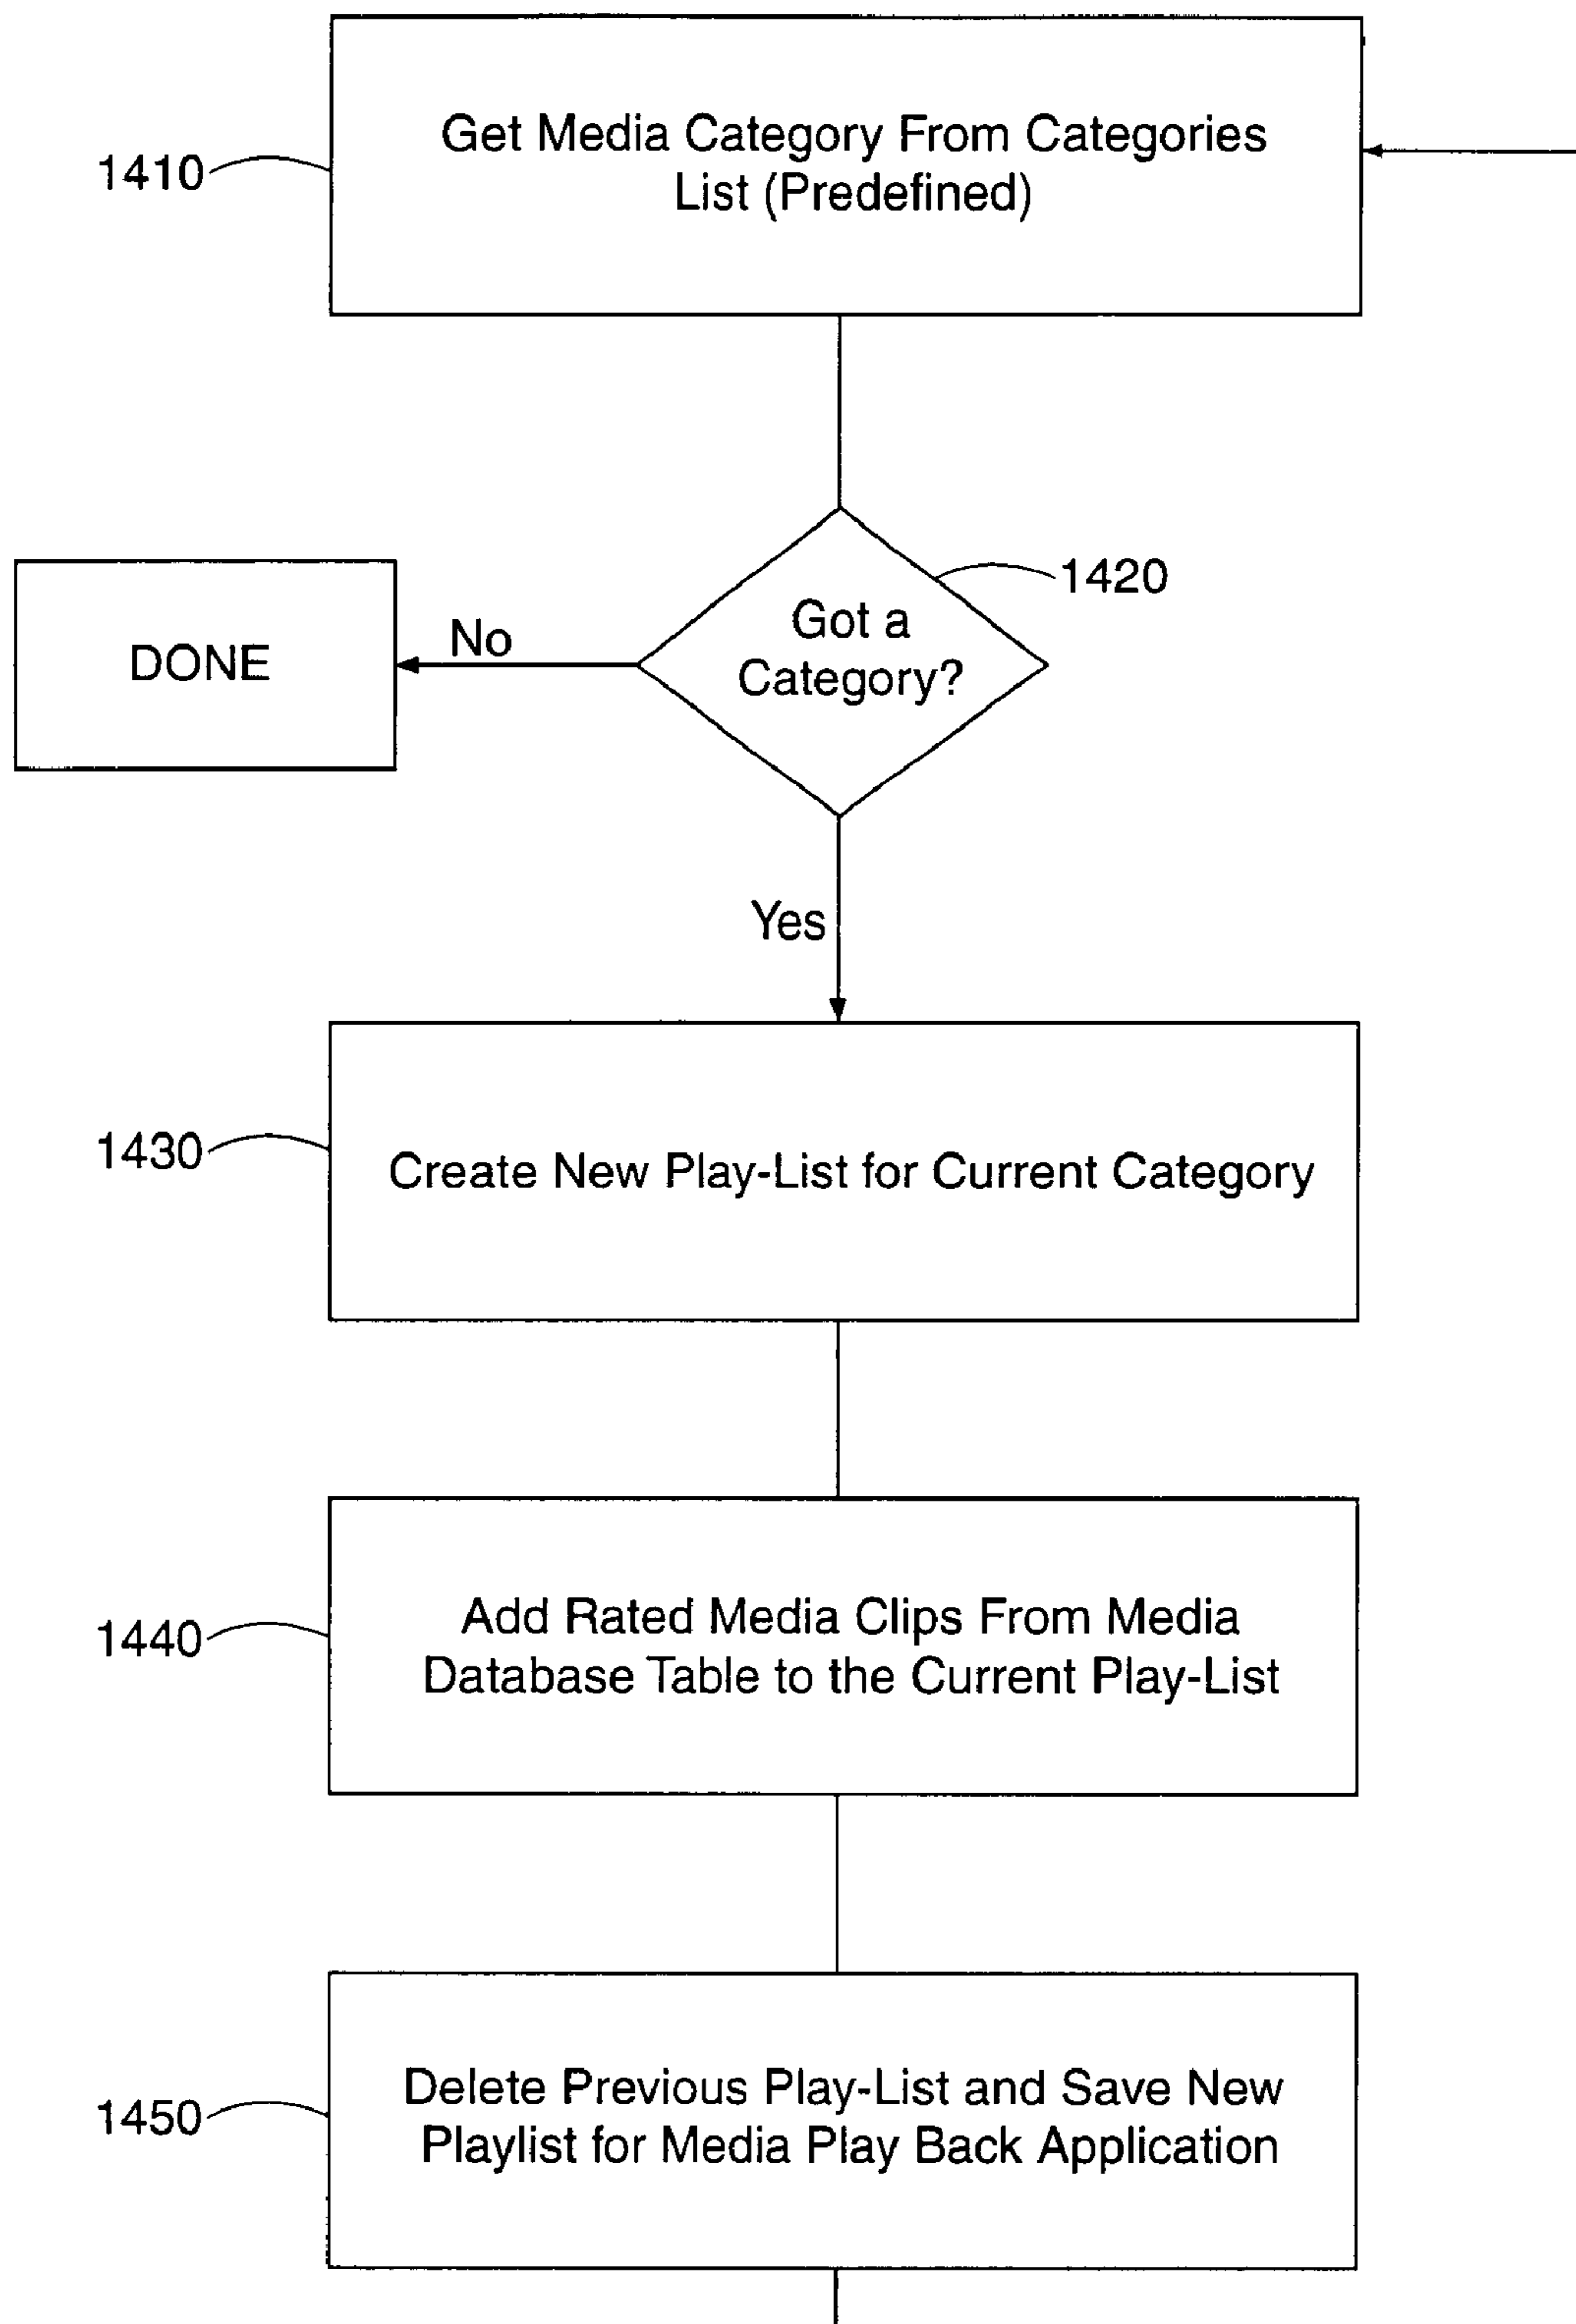 Get Media Category From Categories
List (Predefined)
1410
1420
Got a
Category?
No
DONE
Yes
1430
Create New Play-List for Current Category
1440
Add Rated Media Clips From Media
Database Table to the Current Play-List
1450
Delete Previous Play-List and Save New
Playlist for Media Play Back Application